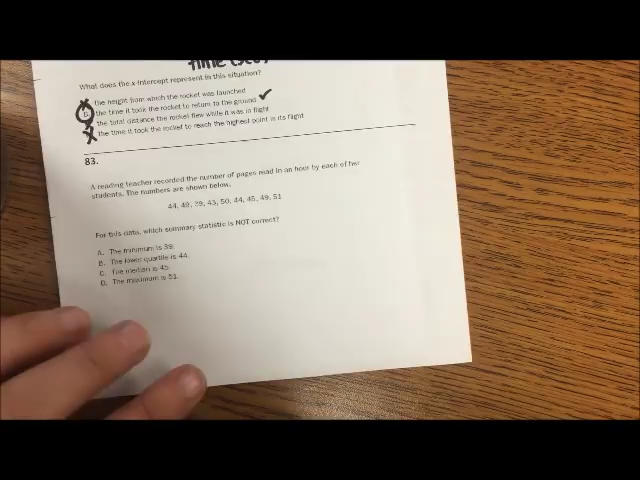 time (sec)
What does the x-intercept represent in this situation?
the height from which the rocket was launched
B. the time it took the rocket to return to the ground
the total distance the rocket flew while it was in flight
the time it took the rocket to reach the highest point in its flight
83.
A reading teacher recorded the number of pages read in an hour by each of her
students. The numbers are shown below.
44, 49, 39, 43, 50, 44, 45, 49, 51
For this data, which summary statistic is NOT correct?
A. The minimum is 39.
B. The lower quartile is 44.
C. The median is 45.
D. The maximum is 51.